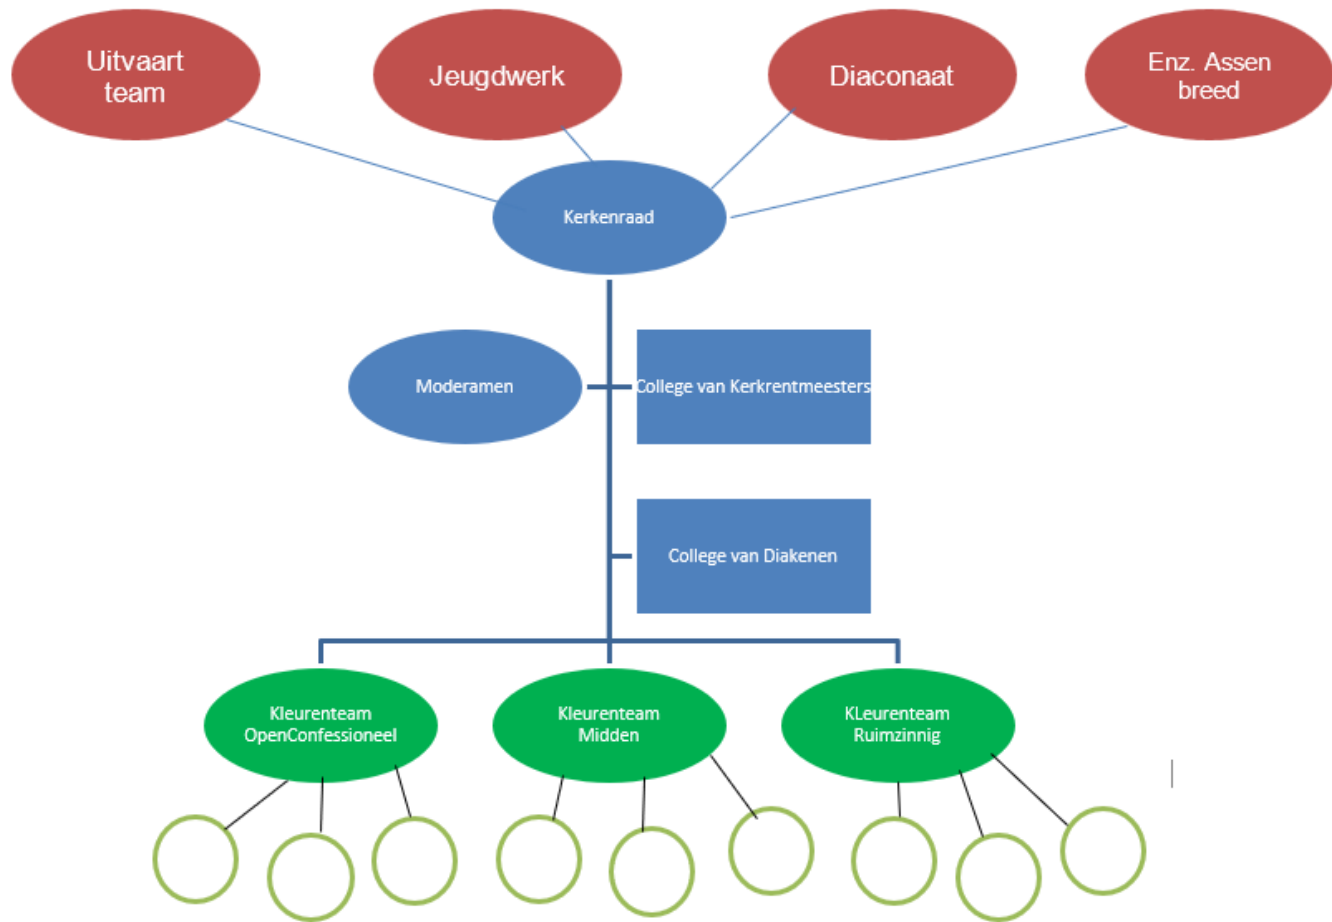 Uitvaart
team
Jeugdwerk
Diaconaat
Enz. Assen
breed
Kerkenraad
Moderamen
College van Kerkrentmeesters
College van Diakenen
Kleurenteam
OpenConfessioneel
Kleurenteam
Midden
KLeurenteam
Ruimzinnig